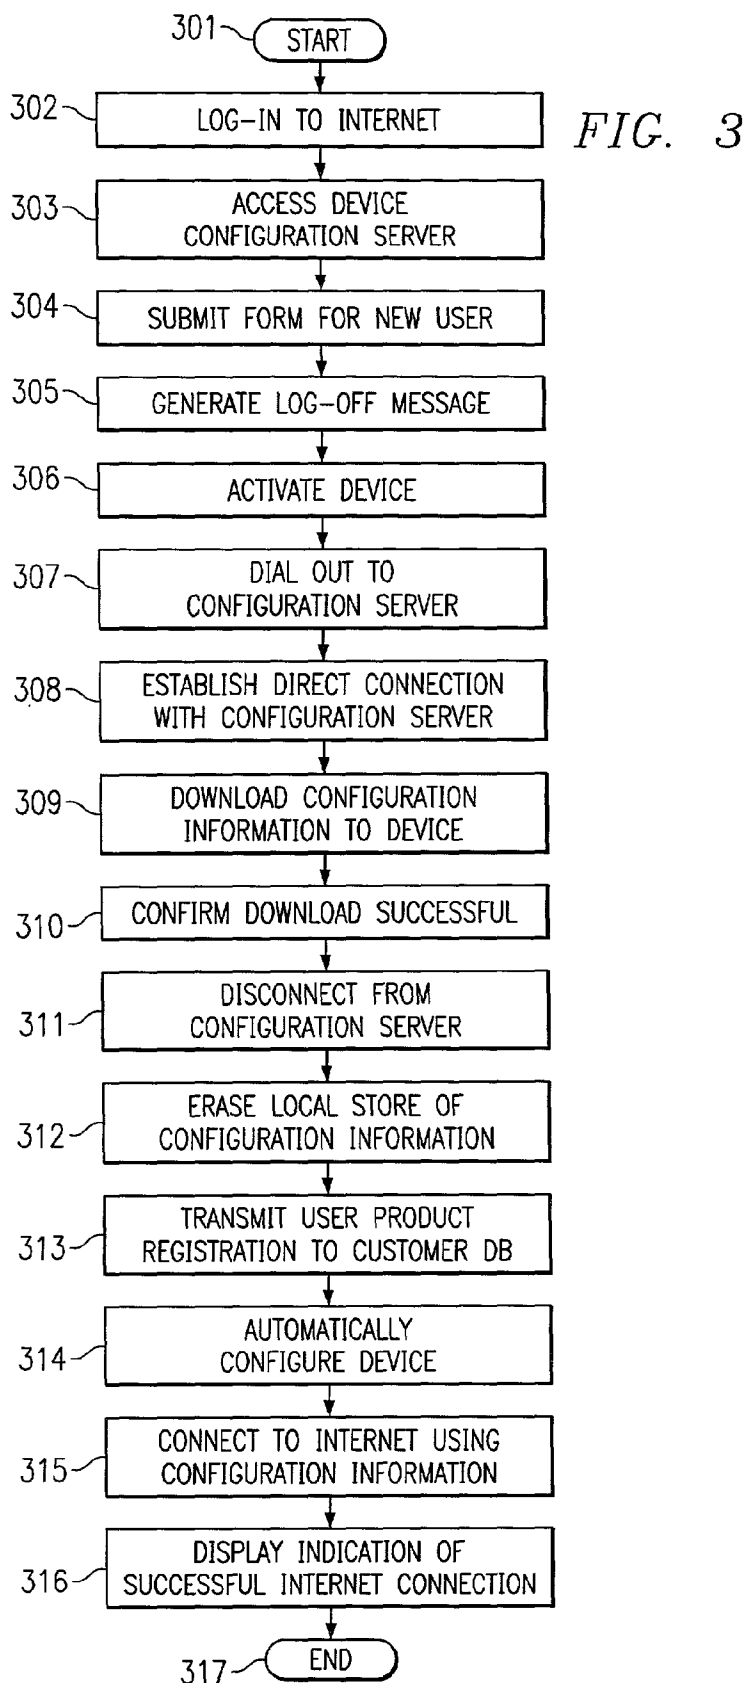 301
START
FIG. 3
302
LOG-IN TO INTERNET
303
ACCESS DEVICE
CONFIGURATION SERVER
304
SUBMIT FORM FOR NEW USER
305
GENERATE LOG-OFF MESSAGE
306
ACTIVATE DEVICE
307
DIAL OUT TO
CONFIGURATION SERVER
308
ESTABLISH DIRECT CONNECTION
WITH CONFIGURATION SERVER
309
DOWNLOAD CONFIGURATION
INFORMATION TO DEVICE
310
CONFIRM DOWNLOAD SUCCESSFUL
311
DISCONNECT FROM
CONFIGURATION SERVER
312
ERASE LOCAL STORE OF
CONFIGURATION INFORMATION
313
TRANSMIT USER PRODUCT
REGISTRATION TO CUSTOMER DB
314
AUTOMATICALLY
CONFIGURE DEVICE
315
CONNECT TO INTERNET USING
CONFIGURATION INFORMATION
316
DISPLAY INDICATION OF
SUCCESSFUL INTERNET CONNECTION
317
END